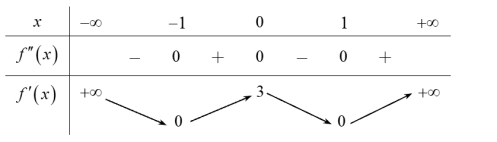 x −∞ −1 0 1 +∞
f″(x) − 0 + 0 − 0 +
f′(x) +∞ 0 3 0 +∞